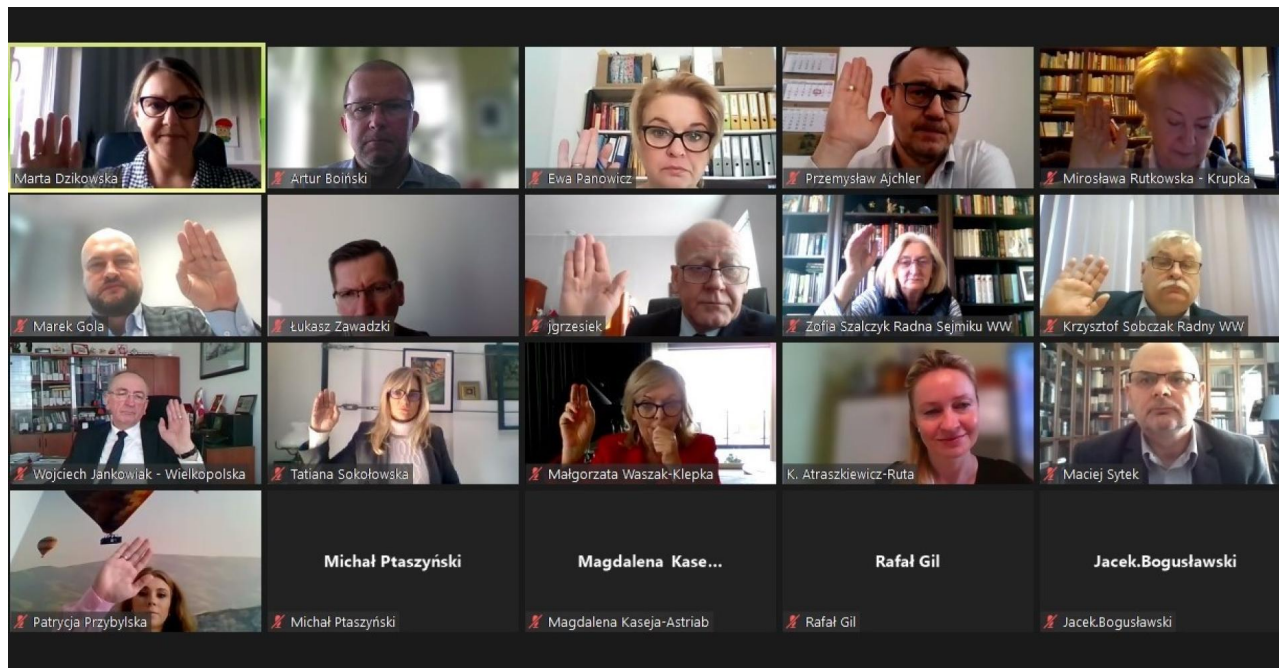 Marta Dzikowska
Artur Boiński
Ewa Panowicz
Przemysław Ajchler
Mirosława Rutkowska - Krupka
Marek Gola
Łukasz Zawadzki
jgrzesiek
Zofia Szalczyk Radna Sejmiku WW
Krzysztof Sobczak Radny WW
Wojciech Jankowiak - Wielkopolska
Tatiana Sokołowska
Małgorzata Waszak-Klepka
K. Atraszkiewicz-Ruta
Maciej Sytek
Patrycja Przybylska
Michał Ptaszyński
Michał Ptaszyński
Magdalena Kase...
Magdalena Kaseja-Astriab
Rafał Gil
Rafał Gil
Jacek.Bogusławski
Jacek.Bogusławski